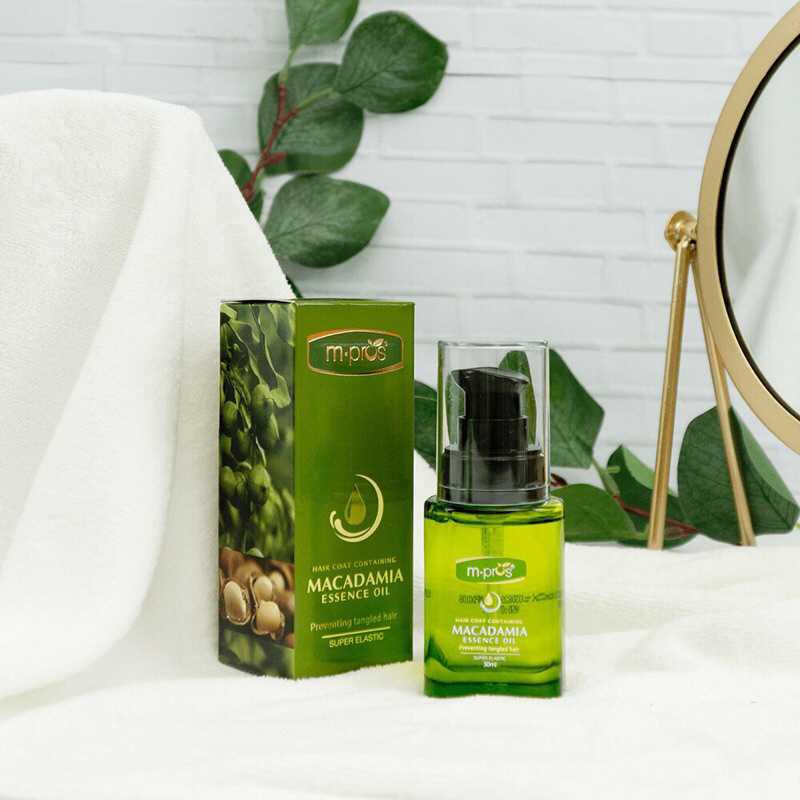 m·pros
HAIR COAT CONTAINING
MACADAMIA
ESSENCE OIL
Preventing tangled hair
SUPER ELASTIC
m·pros
HAIR COAT CONTAINING
MACADAMIA
ESSENCE OIL
Preventing tangled hair
SUPER ELASTIC
50ml